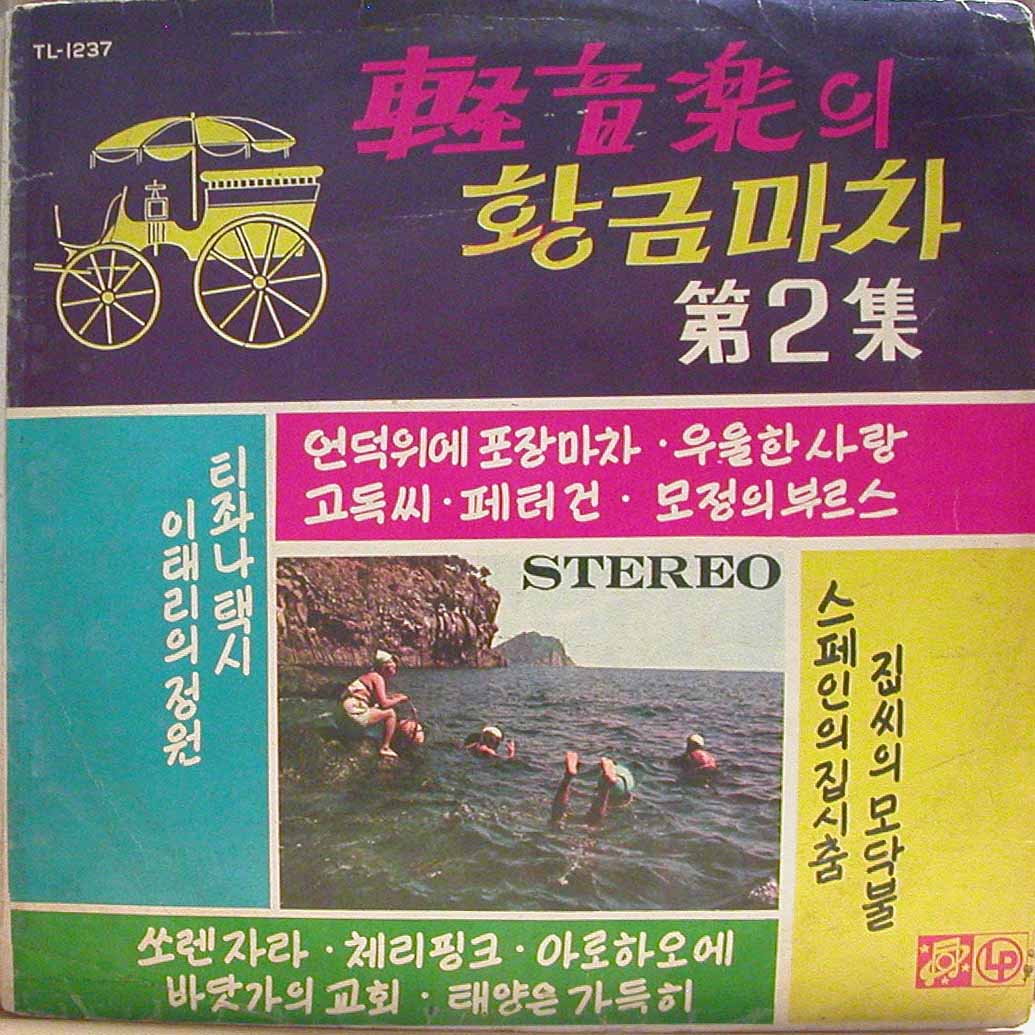 TL-1237
軽音楽의
황금마차
第2集
언덕위에 포장마차 · 우울한 사랑
고독씨 · 페터 건 · 모정의 부르스
티좌나 택시
이태리의 정원
STEREO
집씨의 모닥불
스페인의 집시춤
쏘렌자라 · 체리핑크 · 아로하오에
바닷가의 교회 · 태양은 가득히
LP